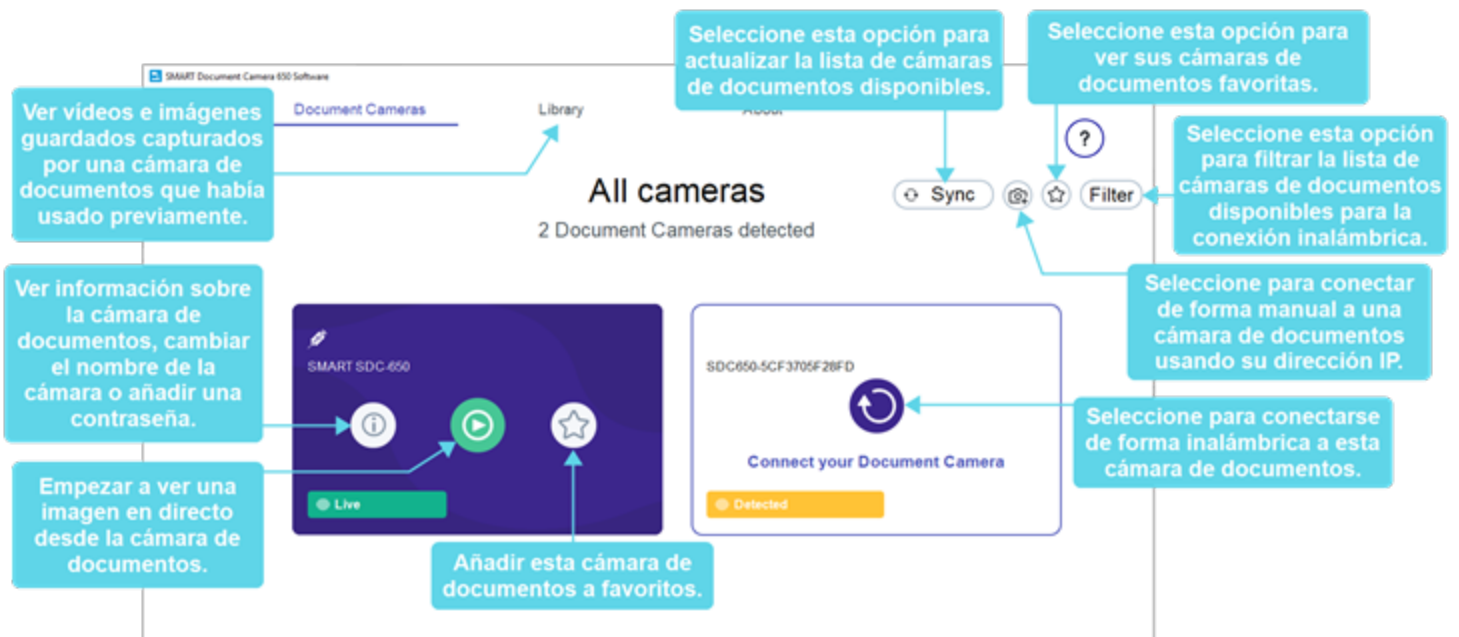 SMART Document Camera 650 Software
Seleccione esta opción para
actualizar la lista de cámaras
de documentos disponibles.
Seleccione esta opción para
ver sus cámaras de
documentos favoritas.
Ver vídeos e imágenes
guardados capturados
por una cámara de
documentos que había
usado previamente.
Document Cameras
Library
About
?
Seleccione esta opción
para filtrar la lista de
cámaras de documentos
disponibles para la
conexión inalámbrica.
All cameras
Sync
Filter
2 Document Cameras detected
Seleccione para conectar
de forma manual a una
cámara de documentos
usando su dirección IP.
Ver información sobre
la cámara de
documentos, cambiar
el nombre de la
cámara o añadir una
contraseña.
SMART SDC-650
SDC650-5CF3705F28FD
Seleccione para conectarse
de forma inalámbrica a esta
cámara de documentos.
Connect your Document Camera
Empezar a ver una
imagen en directo
desde la cámara de
documentos.
Live
Detected
Añadir esta cámara de
documentos a favoritos.